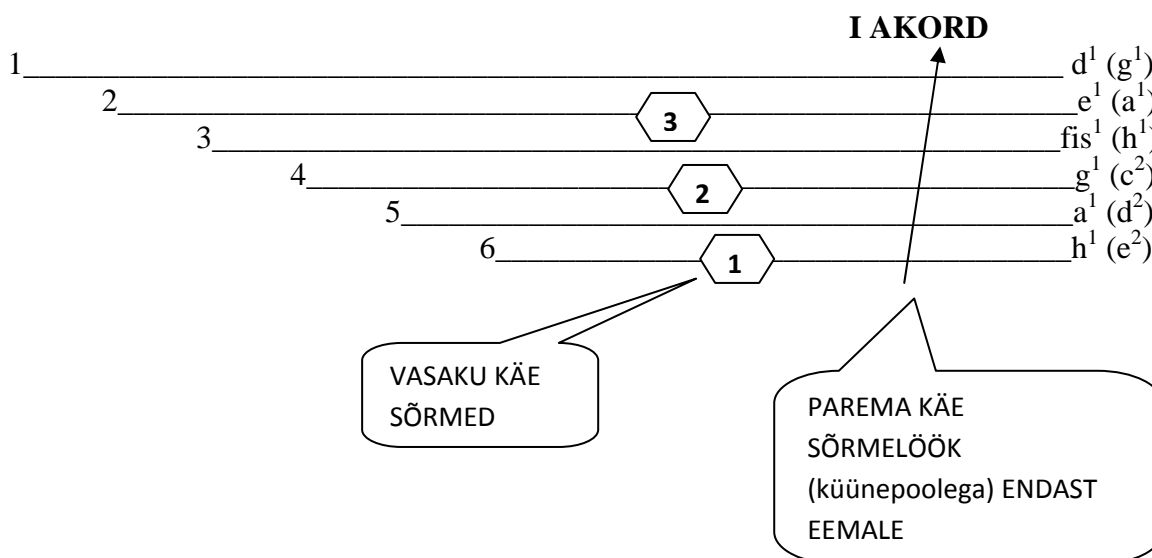 I AKORD
1 d¹ (g¹)
2 3 e¹ (a¹)
3 fis¹ (h¹)
4 2 g¹ (c²)
5 a¹ (d²)
6 1 h¹ (e²)
VASAKU KÄE
SÕRMED
PAREMA KÄE
SÕRMELÖÖK
(küünepoolega) ENDAST
EEMALE